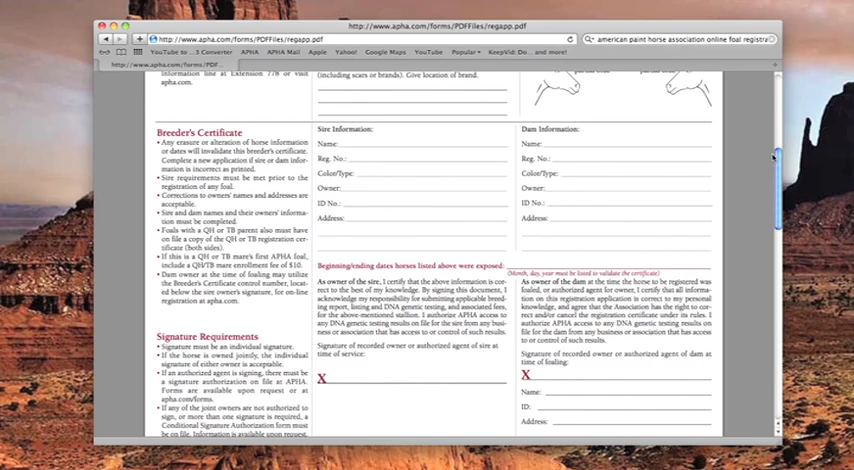 http://www.apha.com/forms/PDFFiles/regapp.pdf
http://www.apha.com/forms/PDFFiles/regapp.pdf
american paint horse association online foal registra
YouTube to ...3 Converter APHA APHA Mail Apple Yahoo! Google Maps YouTube Popular KeepVid: Do... and more!
http://www.apha.com/forms/PDF...
information line at Extension 778 or visit
apha.com.
(including scars or brands). Give location of brand.
Breeder's Certificate
• Any erasure or alteration of horse information
or dates will invalidate this breeder's certificate.
Complete a new application if sire or dam infor-
mation is incorrect as printed.
• Sire requirements must be met prior to the
registration of any foal.
• Corrections to owners' names and addresses are
acceptable.
• Sire and dam names and their owners' informa-
tion must be completed.
• Foals with a QH or TB parent also must have
on file a copy of the QH or TB registration cer-
tificate (both sides).
• If this is a QH or TB mare's first APHA foal,
include a QH/TB mare enrollment fee of $10.
• Dam owner at the time of foaling may utilize
the Breeder's Certificate control number, locat-
ed below the sire owner's signature, for on-line
registration at apha.com.
Signature Requirements
• Signature must be an individual signature.
• If the horse is owned jointly, the individual
signature of either owner is acceptable.
• If an authorized agent is signing, there must be
a signature authorization on file at APHA.
Forms are available upon request or at
apha.com/forms.
• If any of the joint owners are not authorized to
sign, or more than one signature is required, a
Conditional Signature Authorization form must
be on file. Information is available upon request,
Sire Information:
Name:
Reg. No.:
Color/Type:
Owner:
ID No.:
Address:
Dam Information:
Name:
Reg. No.:
Color/Type:
Owner:
ID No.:
Address:
Beginning/ending dates horses listed above were exposed:
(Month, day, year must be listed to validate the certificate)
As owner of the sire, I certify that the above information is cor-
rect to the best of my knowledge. By signing this document, I
acknowledge my responsibility for submitting applicable breed-
ing report, listing and DNA genetic testing, and associated fees,
for the above-mentioned stallion. I authorize APHA access to
any DNA genetic testing results on file for the sire from any busi-
ness or association that has access to or control of such results.
Signature of recorded owner or authorized agent of sire at
time of service:
X
As owner of the dam at the time the horse to be registered was
foaled, or authorized agent for owner, I certify that all informa-
tion on this registration application is correct to my personal
knowledge, and agree that the Association has the right to cor-
rect and/or cancel the registration certificate under its rules. I
authorize APHA access to any DNA genetic testing results on
file for the dam from any business or association that has access
to or control of such results.
Signature of recorded owner or authorized agent of dam at
time of foaling:
X
Name:
ID:
Address: